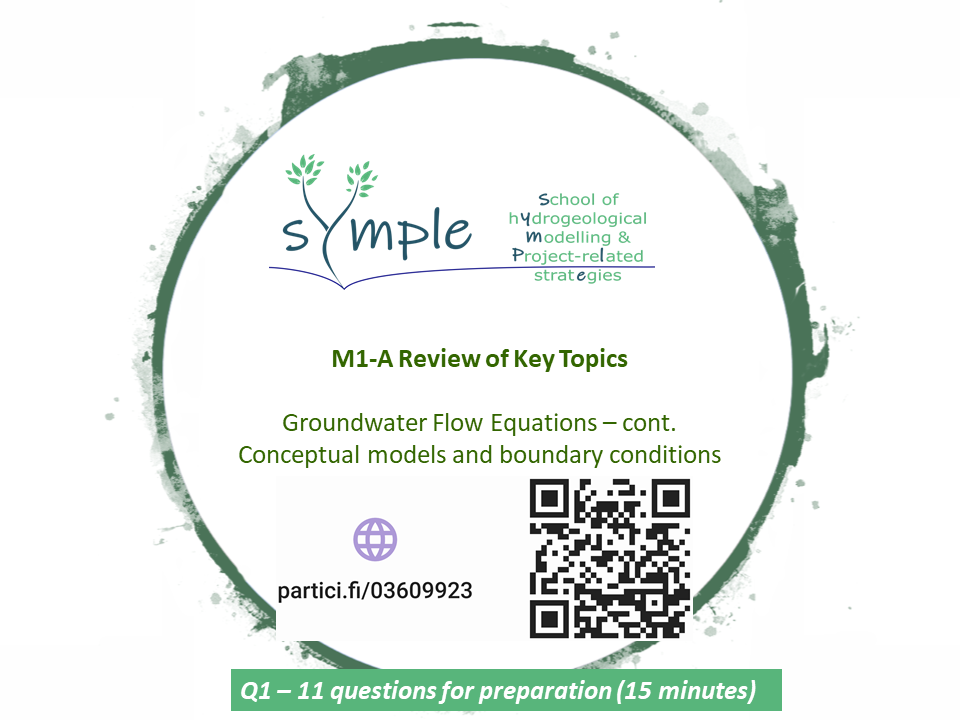 sYmple
School of
hYdrogeological
modelling &
Project-related
strategies
M1-A Review of Key Topics
Groundwater Flow Equations – cont.
Conceptual models and boundary conditions
partici.fi/03609923
Q1 – 11 questions for preparation (15 minutes)